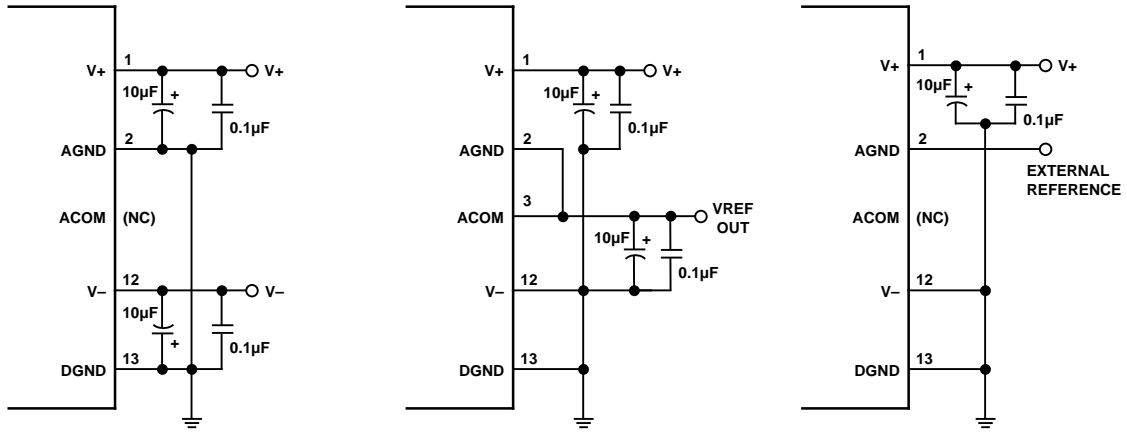 1
V+
V+
10µF
+
0.1µF
2
AGND
ACOM
(NC)
12
V–
V–
10µF
+
0.1µF
13
DGND
1
V+
V+
10µF
+
0.1µF
2
AGND
3
ACOM
VREF
OUT
10µF
+
0.1µF
12
V–
13
DGND
1
V+
V+
10µF
+
0.1µF
2
AGND
EXTERNAL
REFERENCE
ACOM
(NC)
12
V–
13
DGND